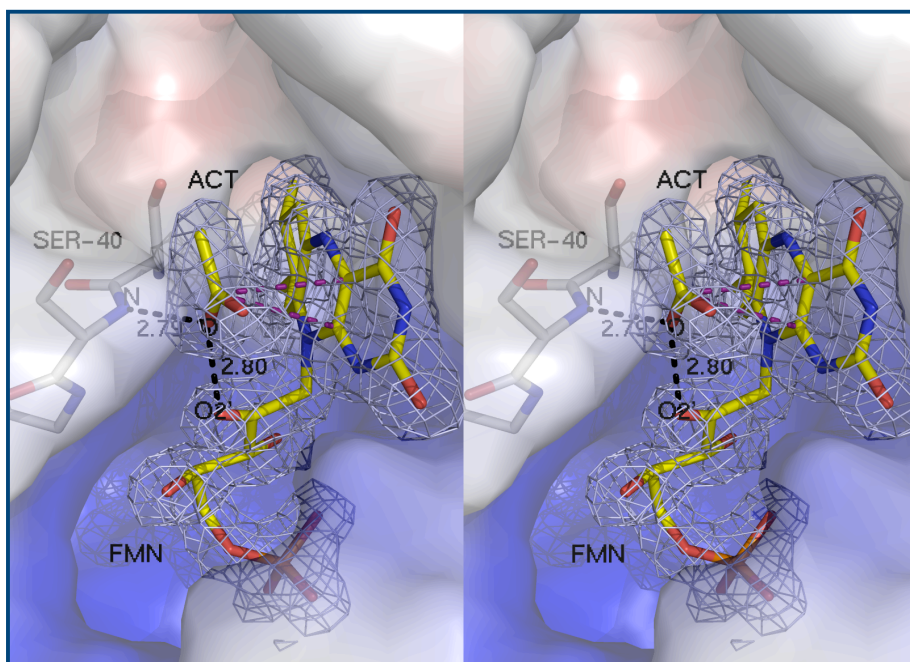 ACT
SER-40
N
2.79
O
2.80
O2'
FMN
ACT
SER-40
N
2.79
O
2.80
O2'
FMN